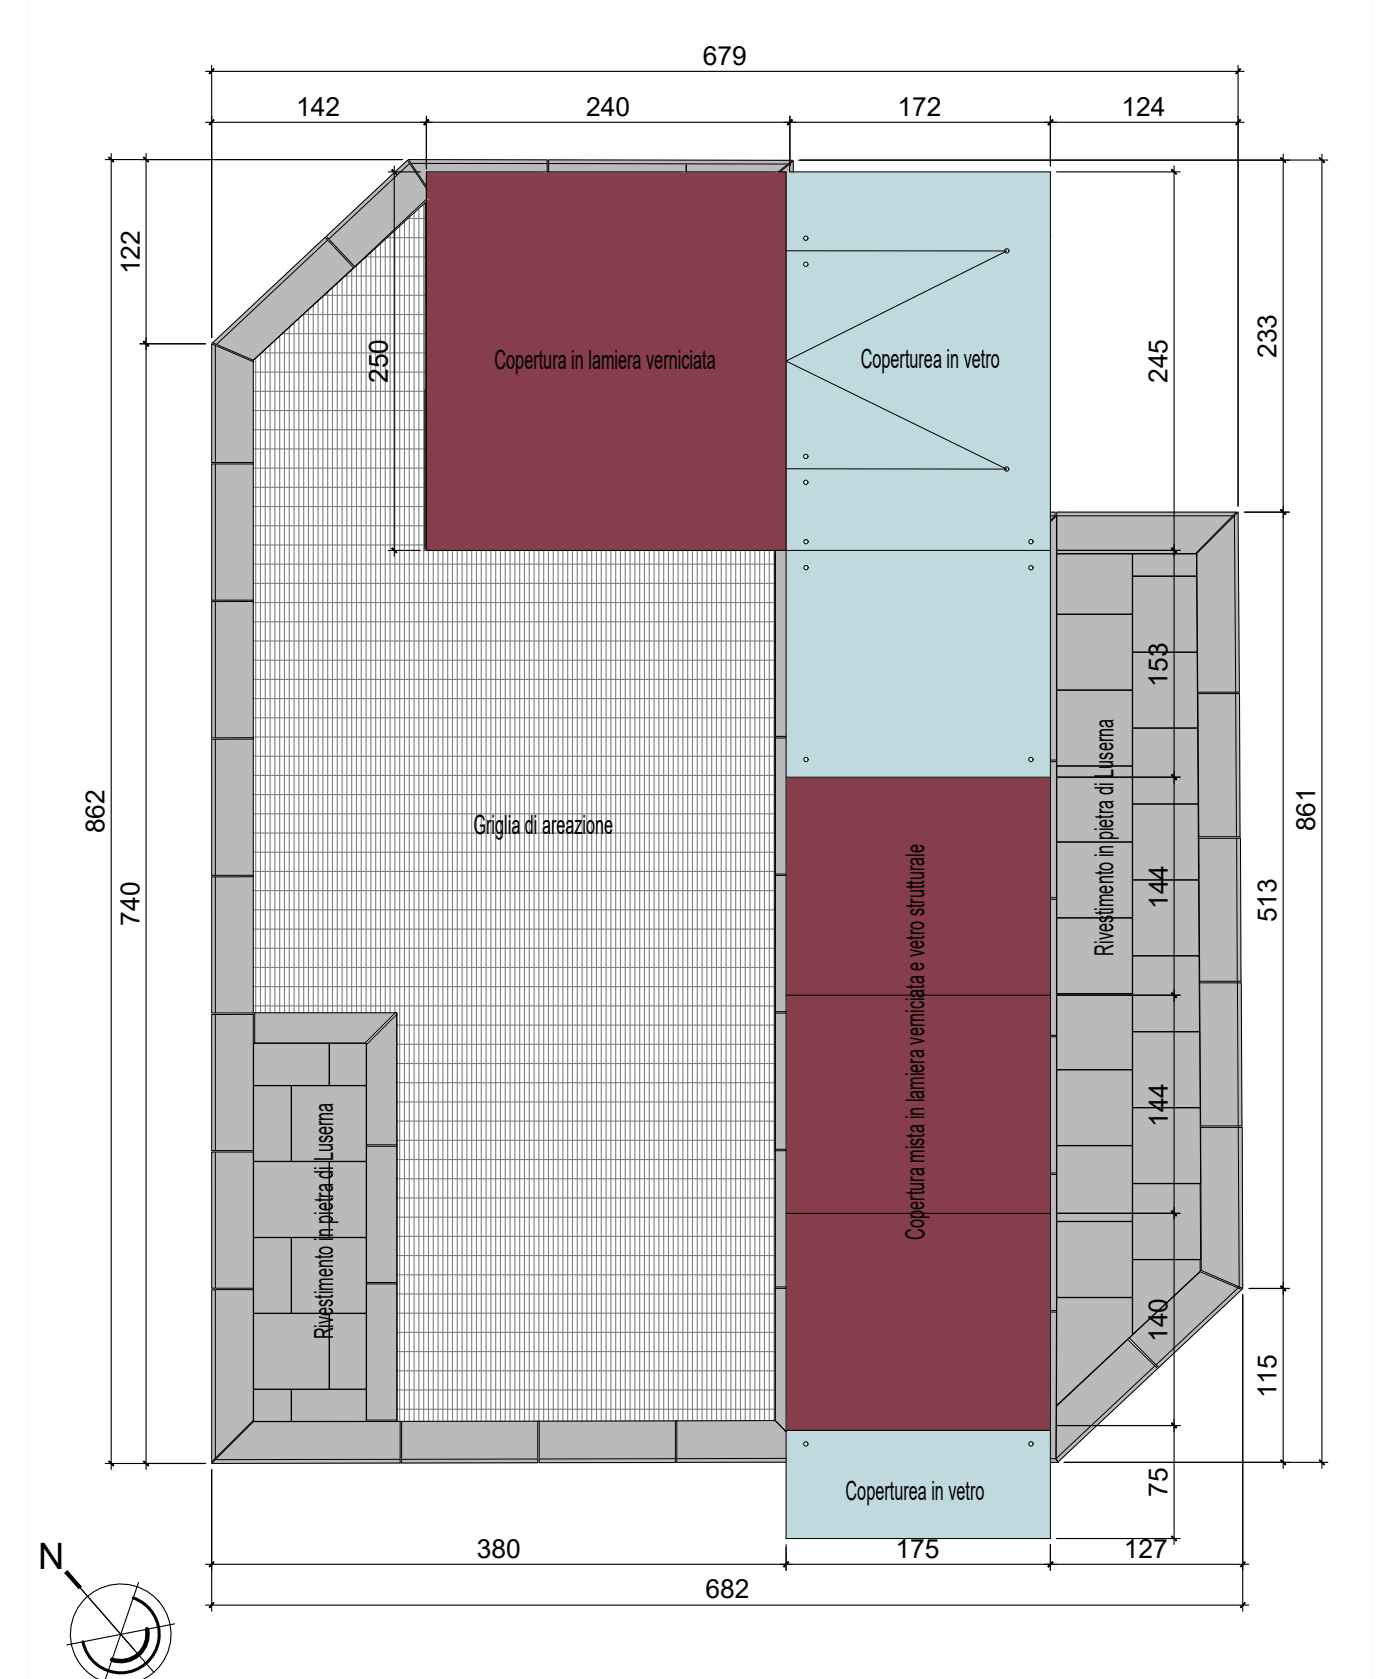 679
142 240 172 124
122
250
Copertura in lamiera verniciata
Coperturea in vetro
245
233
153
Rivestimento in pietra di Luserna
862
740
Griglia di areazione
861
144
513
Copertura mista in lamiera verniciata e vetro strutturale
144
Rivestimento in pietra di Luserna
140
115
75
Coperturea in vetro
380 175 127
682
N